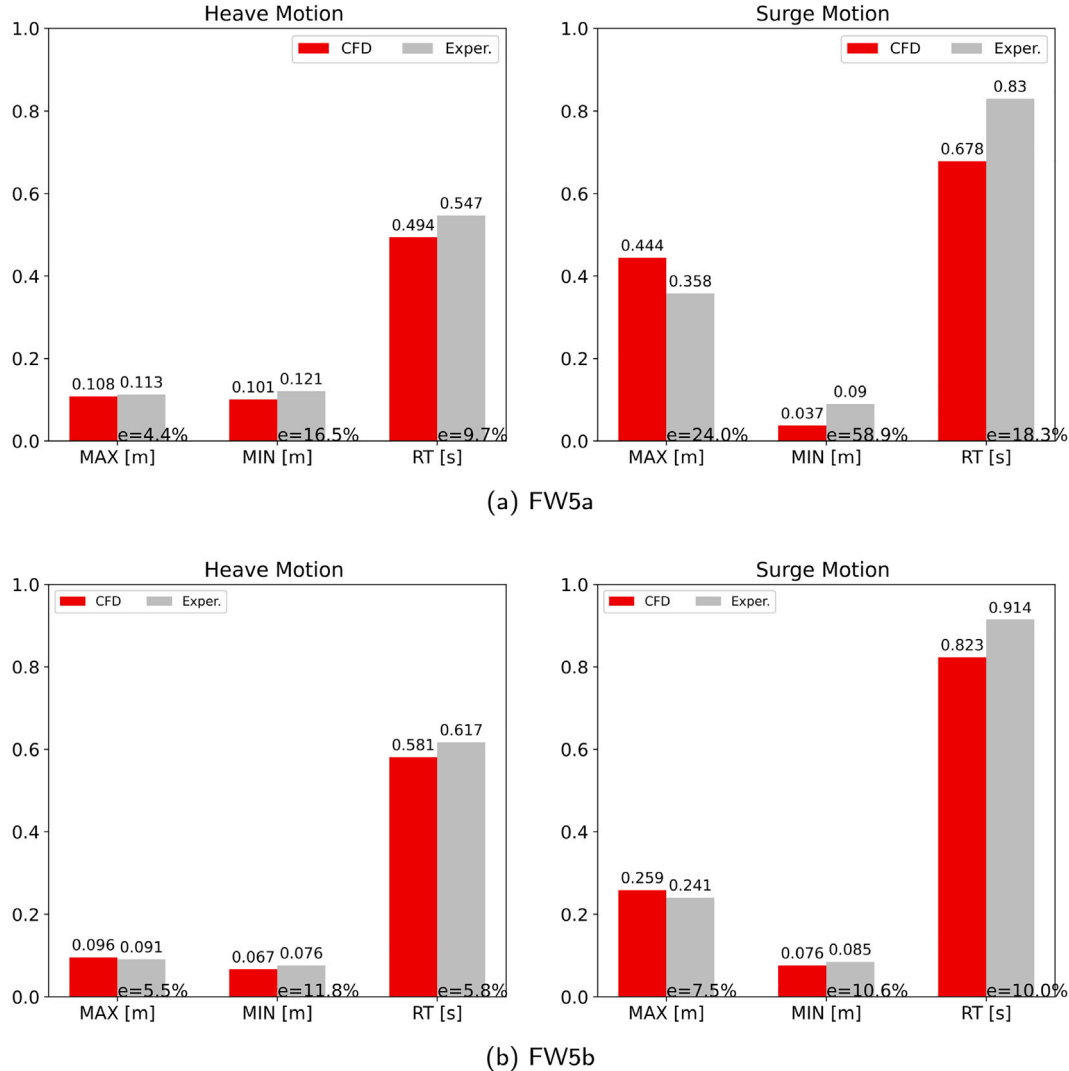 Heave Motion
1.0
0.8
0.6
0.4
0.2
0.0
CFD Exper.
0.108 0.113
0.101 0.121
0.494 0.547
e=4.4% e=16.5% e=9.7%
MAX [m] MIN [m] RT [s]
Surge Motion
1.0
0.8
0.6
0.4
0.2
0.0
CFD Exper.
0.444 0.358
0.037 0.09
0.678 0.83
e=24.0% e=58.9% e=18.3%
MAX [m] MIN [m] RT [s]
(a) FW5a
Heave Motion
1.0
0.8
0.6
0.4
0.2
0.0
CFD Exper.
0.096 0.091
0.067 0.076
0.581 0.617
e=5.5% e=11.8% e=5.8%
MAX [m] MIN [m] RT [s]
Surge Motion
1.0
0.8
0.6
0.4
0.2
0.0
CFD Exper.
0.259 0.241
0.076 0.085
0.823 0.914
e=7.5% e=10.6% e=10.0%
MAX [m] MIN [m] RT [s]
(b) FW5b